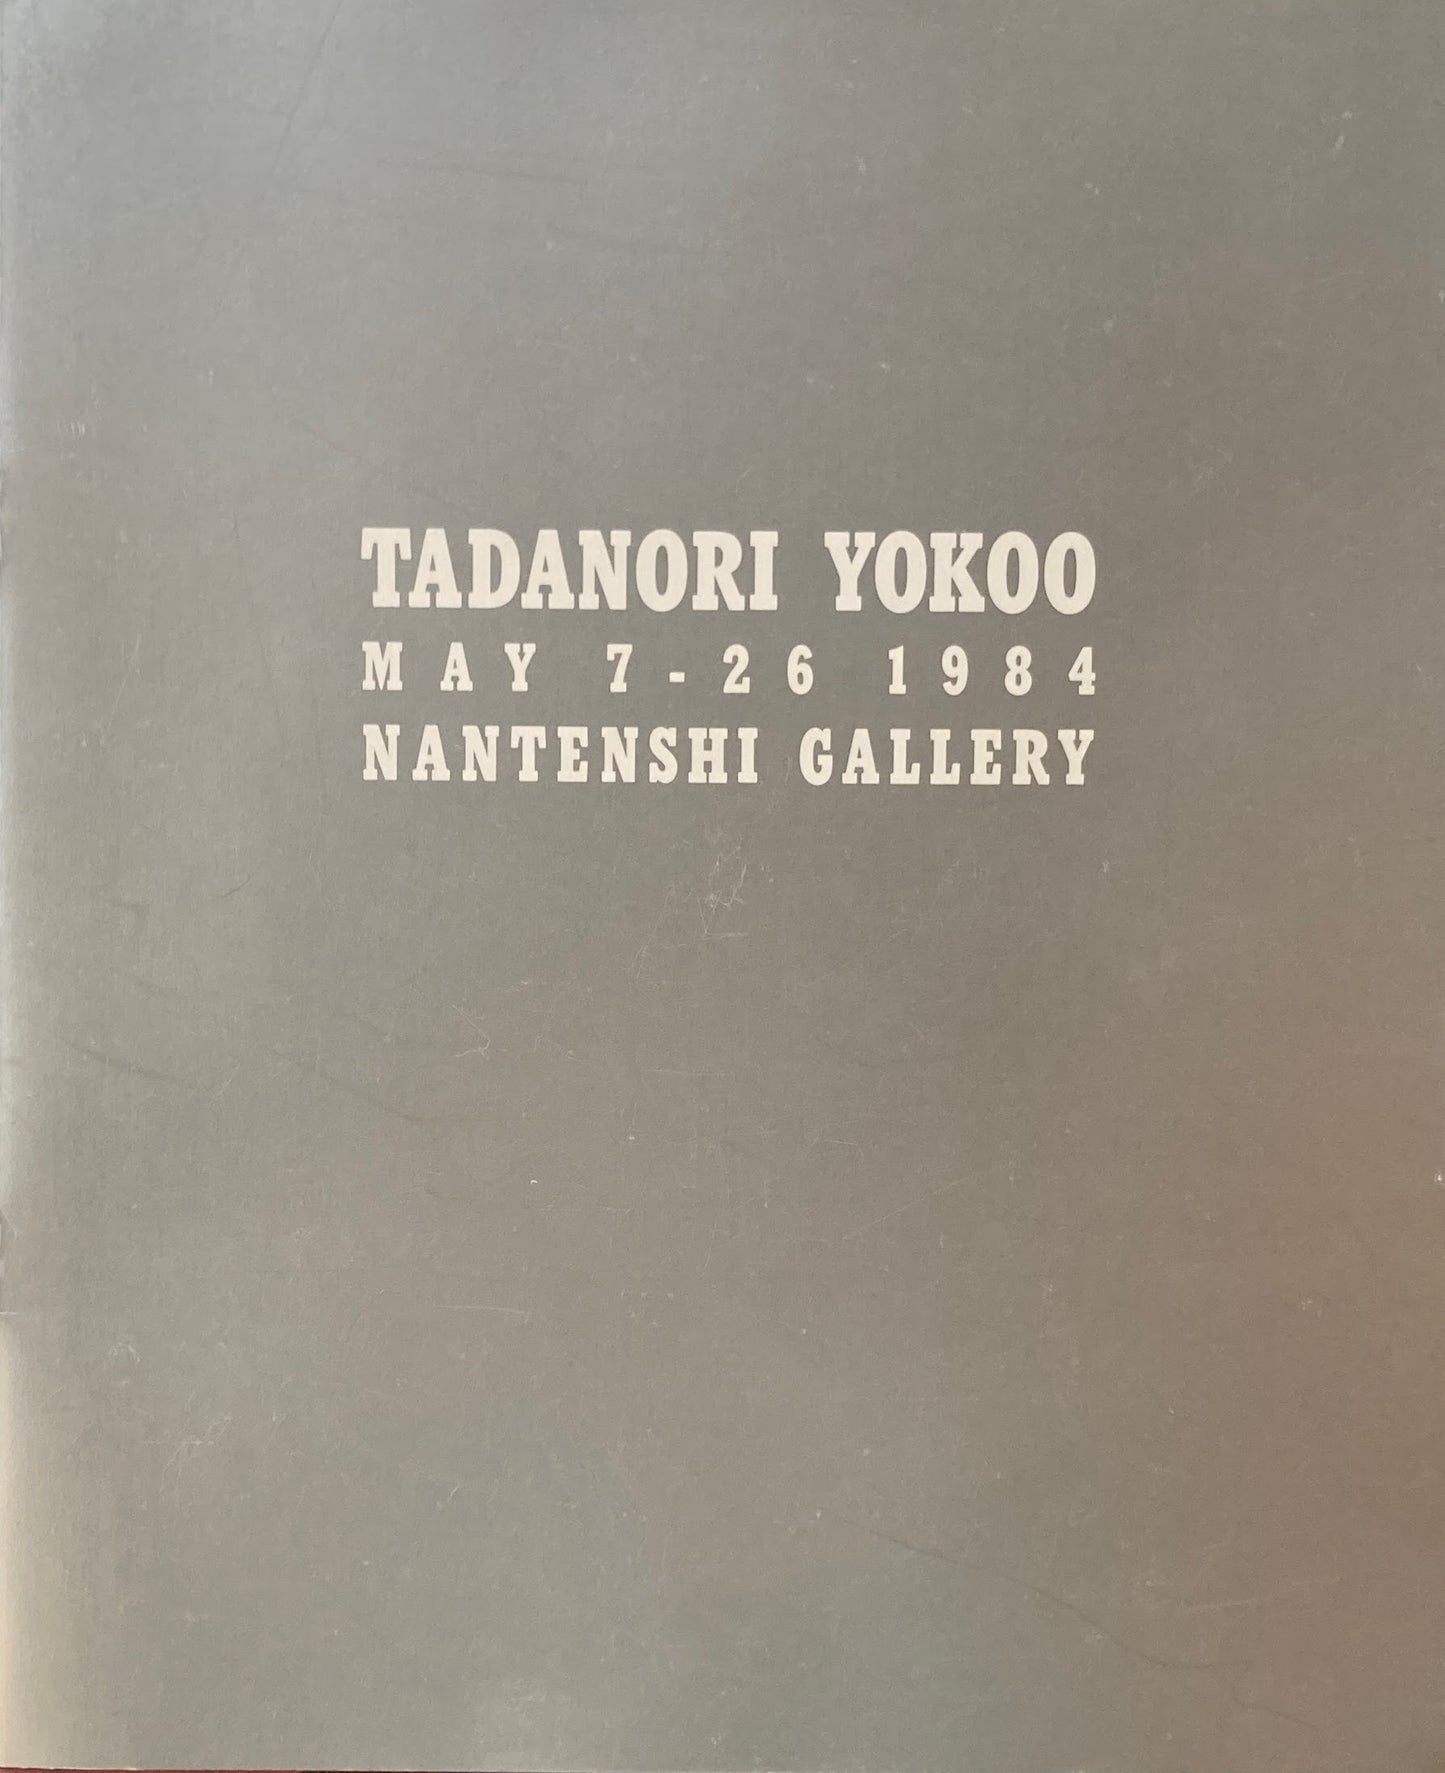 TADANORI YOKOO
MAY 7-26 1984
NANTENSHI GALLERY